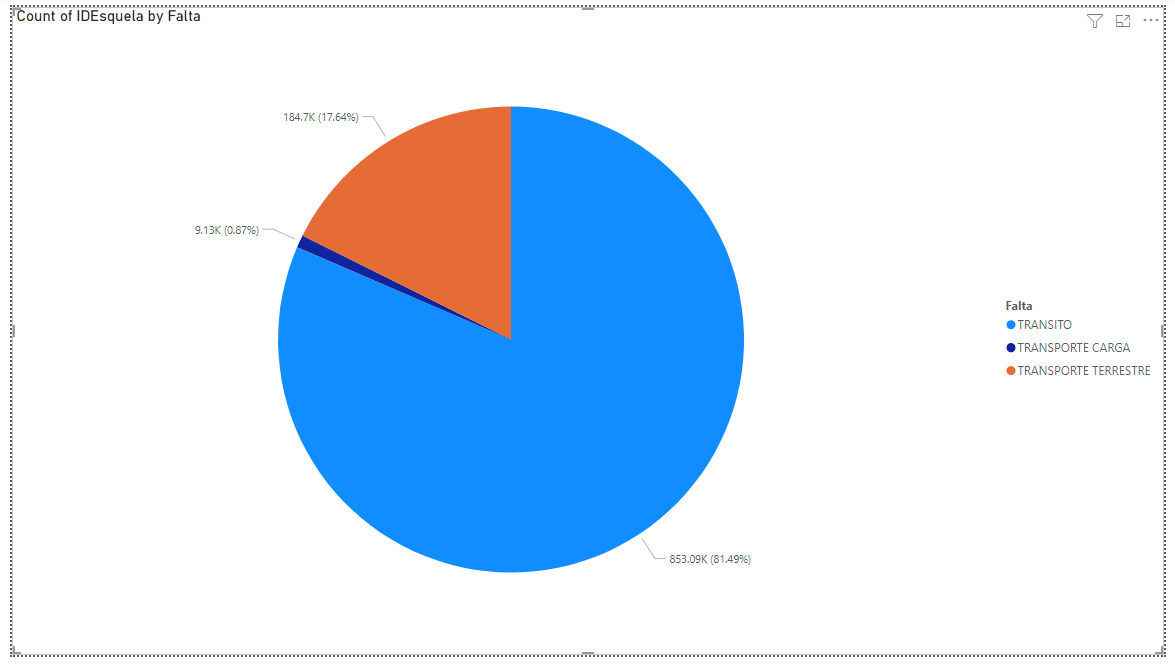 Count of IDEsquela by Falta
184.7K (17.64%)
9.13K (0.87%)
853.09K (81.49%)
Falta
TRANSITO
TRANSPORTE CARGA
TRANSPORTE TERRESTRE